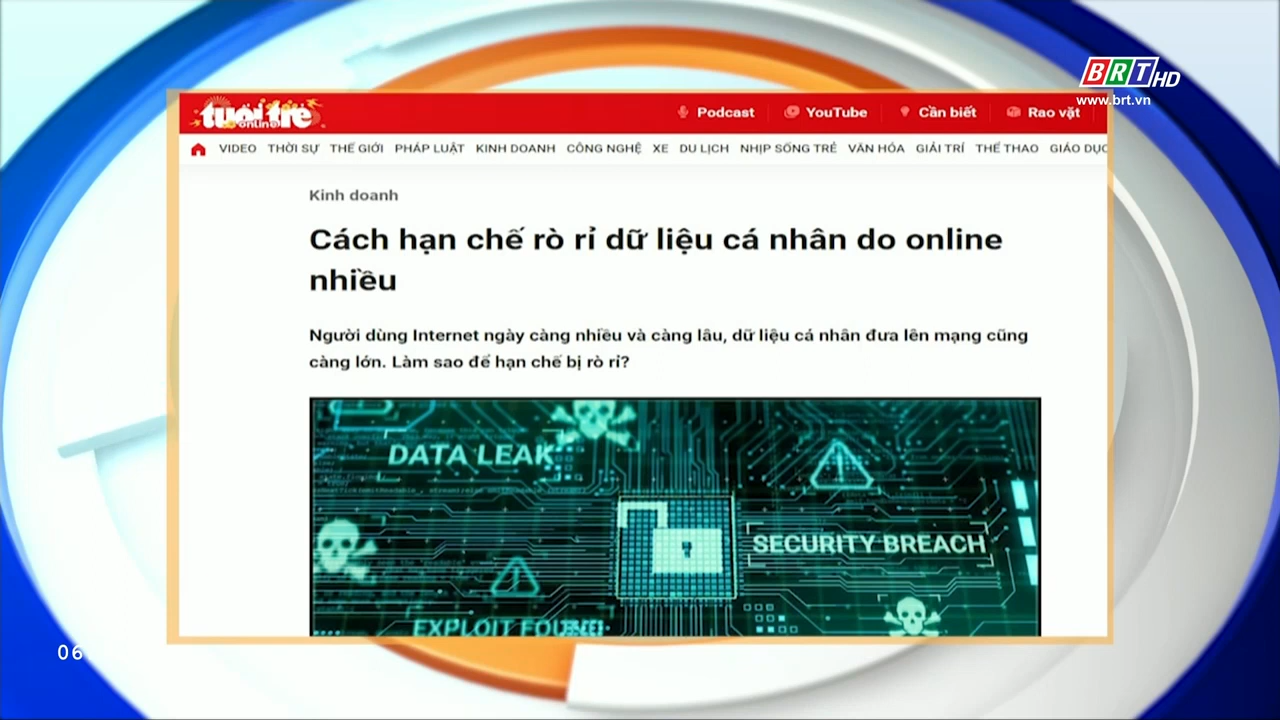 BRT HD
www.brt.vn
tuổi trẻ
online
Podcast
YouTube
Cần biết
Rao vặt
VIDEO THỜI SỰ THẾ GIỚI PHÁP LUẬT KINH DOANH CÔNG NGHỆ XE DU LỊCH NHỊP SỐNG TRẺ VĂN HÓA GIẢI TRÍ THỂ THAO GIÁO DỤC
Kinh doanh
Cách hạn chế rò rỉ dữ liệu cá nhân do online
nhiều
Người dùng Internet ngày càng nhiều và càng lâu, dữ liệu cá nhân đưa lên mạng cũng
càng lớn. Làm sao để hạn chế bị rò rỉ?
DATA LEAK
SECURITY BREACH
EXPLOIT FOUND
06